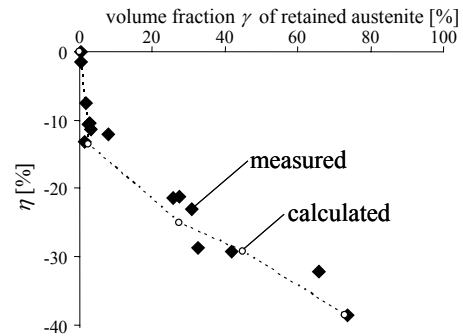 volume fraction γ of retained austenite [%]
0 20 40 60 80 100
0
-10
-20
-30
-40
η [%]
measured
calculated